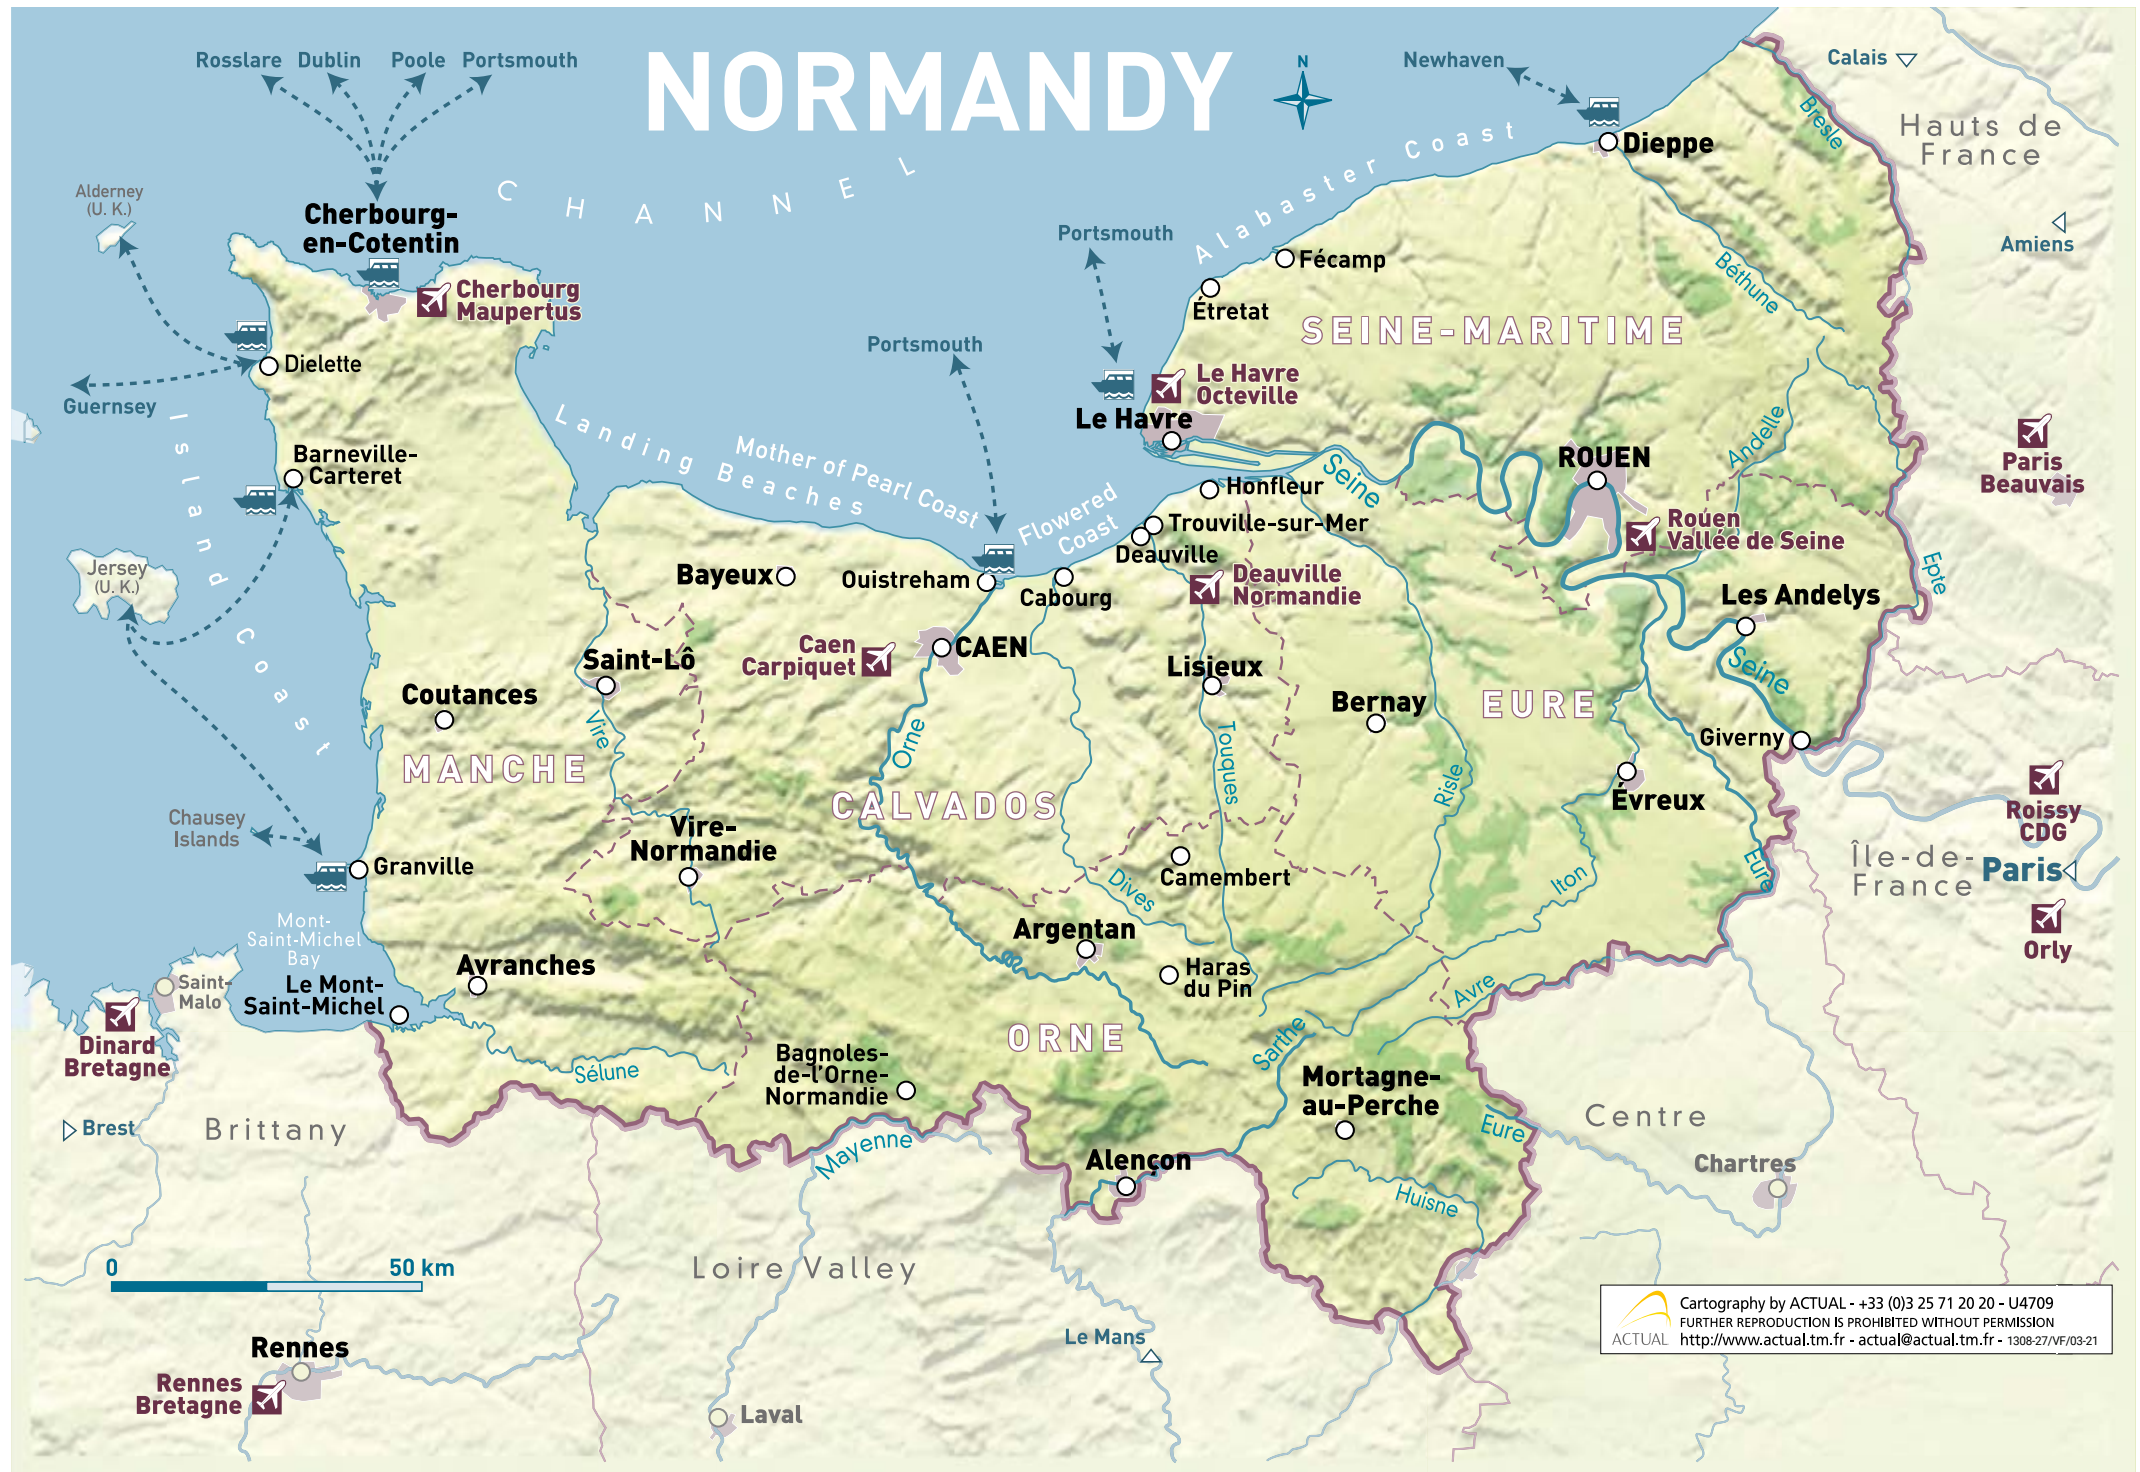 NORMANDY
N
Rosslare
Dublin
Poole
Portsmouth
Newhaven
Calais
Hauts de
France
Bresle
Dieppe
Alabaster Coast
CHANNEL
Alderney
(U. K.)
Cherbourg-
en-Cotentin
Portsmouth
Amiens
Fécamp
Béthune
Cherbourg
Maupertus
Étretat
SEINE-MARITIME
Portsmouth
Dielette
Guernsey
Le Havre
Octeville
Le Havre
Island Coast
Landing
Beaches
Mother of Pearl Coast
Andelle
Barneville-
Carteret
Seine
ROUEN
Paris
Beauvais
Honfleur
Flowered
Coast
Trouville-sur-Mer
Rouen
Vallée de Seine
Deauville
Jersey
(U. K.)
Bayeux
Ouistreham
Cabourg
Deauville
Normandie
Epte
Les Andelys
Caen
Carpiquet
CAEN
Saint-Lô
Lisieux
Seine
Coutances
Bernay
EURE
Vire
Orne
Touques
Giverny
MANCHE
Risle
Évreux
Roissy
CDG
CALVADOS
Chausey
Islands
Vire-
Normandie
Île-de-
France
Paris
Granville
Camembert
Dives
Iton
Eure
Mont-
Saint-Michel
Bay
Argentan
Orly
Avranches
Haras
du Pin
Saint-
Malo
Le Mont-
Saint-Michel
Avre
Dinard
Bretagne
ORNE
Sarthe
Sélune
Bagnoles-
de-l'Orne-
Normandie
Mortagne-
au-Perche
Brest
Brittany
Mayenne
Eure
Centre
Alençon
Chartres
Huisne
0
50 km
Loire Valley
Rennes
Le Mans
Rennes
Bretagne
Laval
ACTUAL
Cartography by ACTUAL - +33 (0)3 25 71 20 20 - U4709
FURTHER REPRODUCTION IS PROHIBITED WITHOUT PERMISSION
http://www.actual.tm.fr - actual@actual.tm.fr - 1308-27/VF/03-21